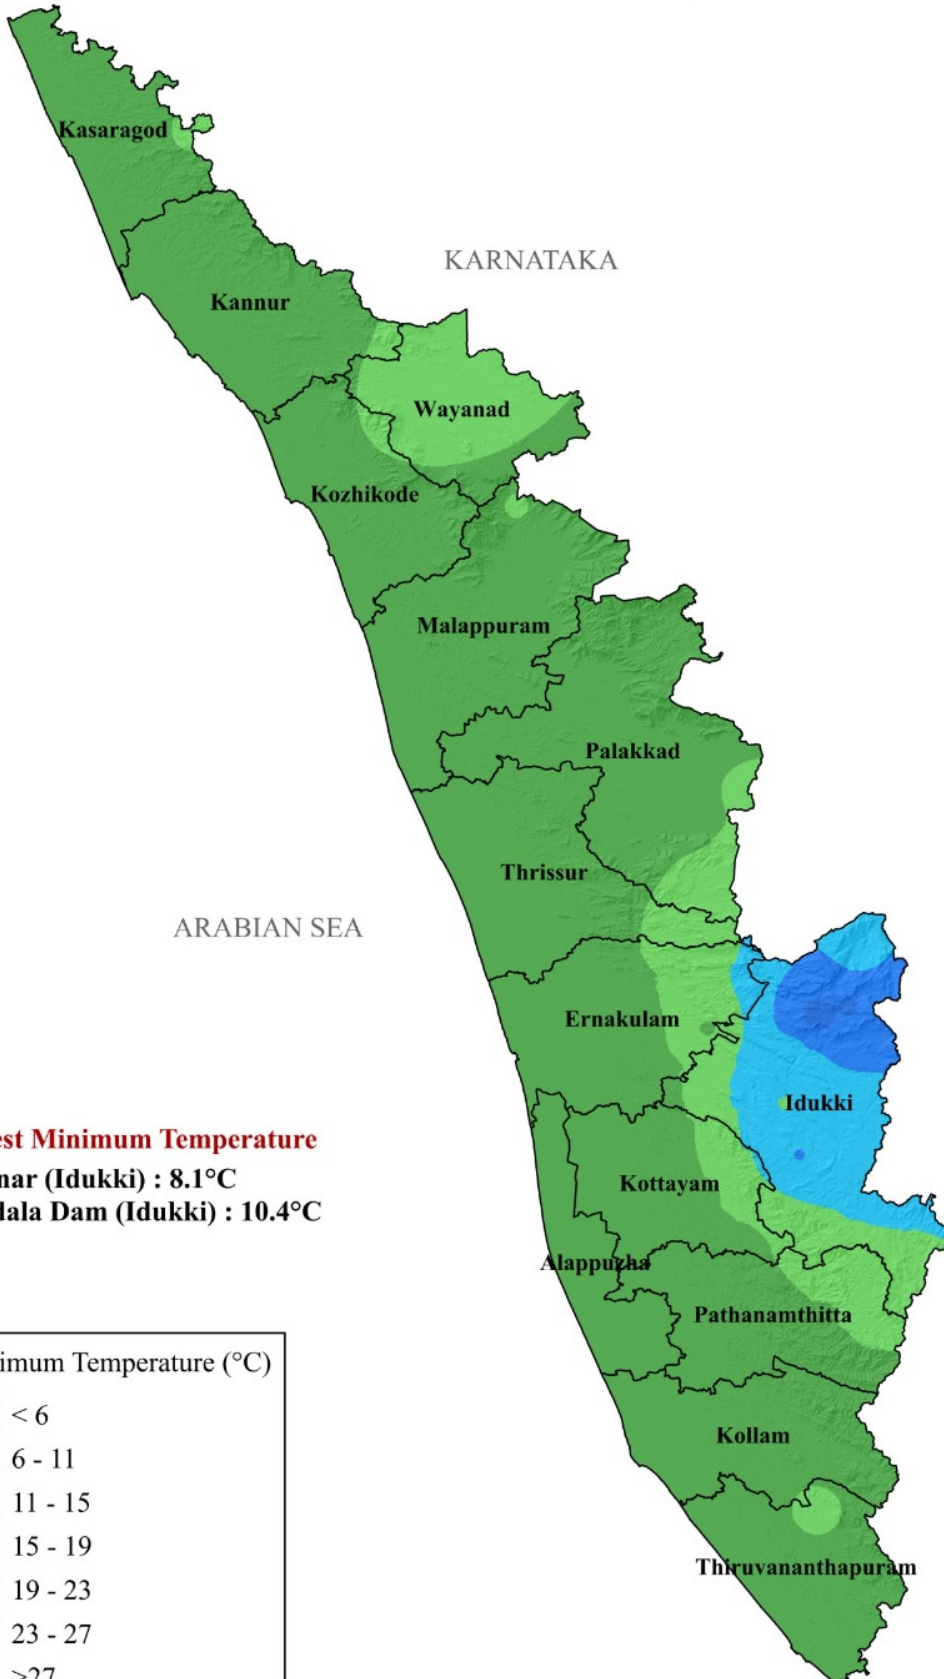 Kasaragod
KARNATAKA
Kannur
Wayanad
Kozhikode
Malappuram
Palakkad
Thrissur
ARABIAN SEA
Ernakulam
Idukki
est Minimum Temperature
nar (Idukki) : 8.1°C
lala Dam (Idukki) : 10.4°C
Kottayam
Alappuzha
Pathanamthitta
Kollam
Thiruvananthapuram
imum Temperature (°C)
< 6
6 - 11
11 - 15
15 - 19
19 - 23
23 - 27
>27